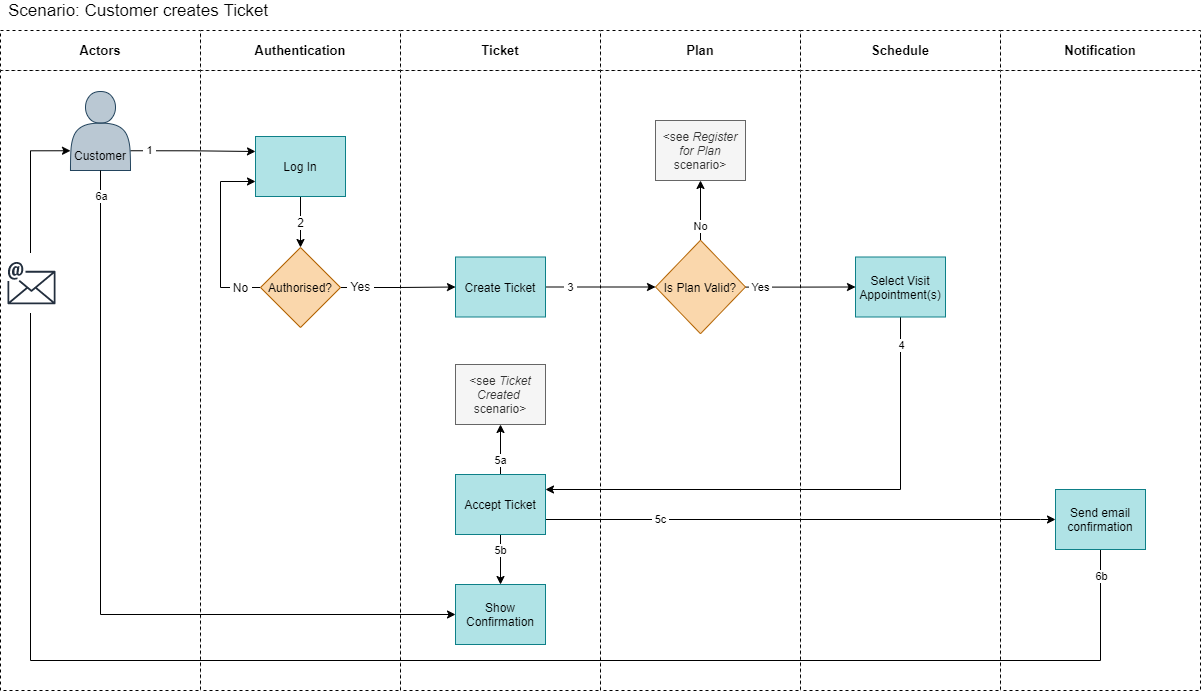 Scenario: Customer creates Ticket
Actors
Authentication
Ticket
Plan
Schedule
Notification
Customer
1
Log In
<see Register
for Plan
scenario>
6a
2
No
@
No
Authorised?
Yes
Create Ticket
3
Is Plan Valid?
Yes
Select Visit
Appointment(s)
4
<see Ticket
Created
scenario>
5a
Accept Ticket
5c
Send email
confirmation
5b
6b
Show
Confirmation